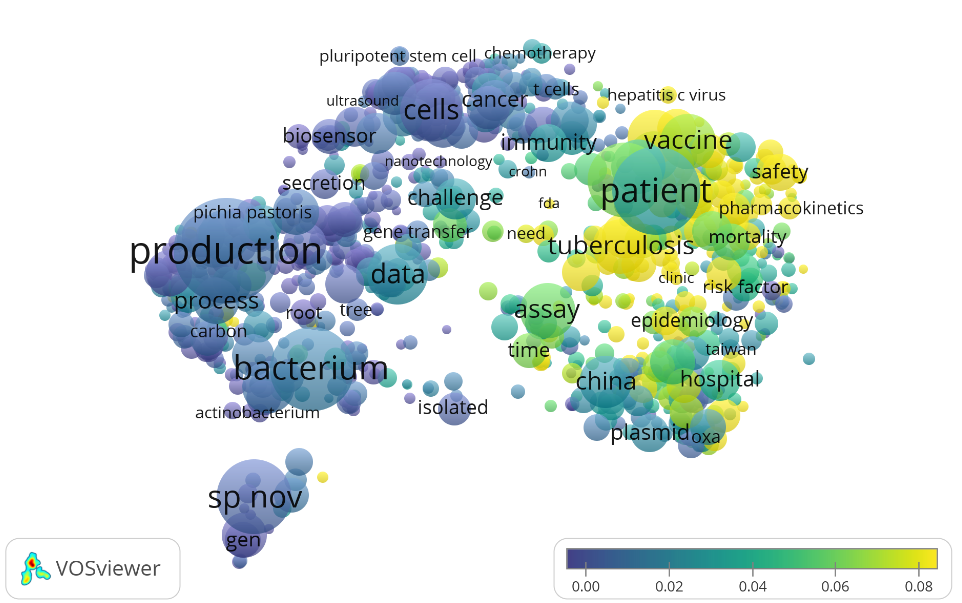 pluripotent stem cell
chemotherapy
ultrasound
cells
cancer
t cells
hepatitis c virus
biosensor
immunity
vaccine
nanotechnology
crohn
safety
secretion
challenge
fda
patient
pharmacokinetics
pichia pastoris
gene transfer
need
tuberculosis
mortality
production
data
clinic
risk factor
process
root
tree
assay
epidemiology
carbon
time
taiwan
bacterium
china
hospital
actinobacterium
isolated
plasmid
oxa
sp nov
gen
VOSviewer
0.00 0.02 0.04 0.06 0.08